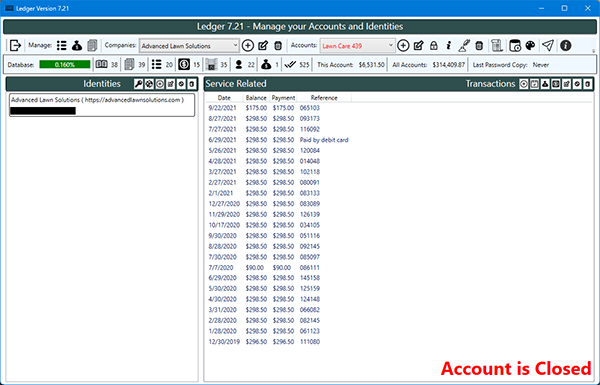 Ledger Version 7.21
Ledger 7.21 - Manage your Accounts and Identities
Manage: Companies: Advanced Lawn Solutions Accounts: Lawn Care 439
Database: 0.160% 38 39 20 15 35 22 1 525 This Account: $6,531.50 All Accounts: $314,409.87 Last Password Copy: Never
Identities Service Related Transactions
Advanced Lawn Solutions ( https://advancedlawnsolutions.com )
Date Balance Payment Reference
9/22/2021 $175.00 $175.00 065103
8/27/2021 $298.50 $298.50 093173
7/27/2021 $298.50 $298.50 116092
6/29/2021 $298.50 $298.50 Paid by debit card
5/26/2021 $298.50 $298.50 120084
4/28/2021 $298.50 $298.50 014048
3/27/2021 $298.50 $298.50 102118
2/27/2021 $298.50 $298.50 080091
2/1/2021 $298.50 $298.50 083133
12/27/2020 $298.50 $298.50 083089
11/29/2020 $298.50 $298.50 126139
10/17/2020 $298.50 $298.50 034105
9/30/2020 $298.50 $298.50 051116
8/28/2020 $298.50 $298.50 092145
7/30/2020 $298.50 $298.50 085097
7/7/2020 $90.00 $90.00 086111
6/29/2020 $298.50 $298.50 145158
5/30/2020 $298.50 $298.50 125159
4/30/2020 $298.50 $298.50 124148
3/31/2020 $298.50 $298.50 066082
2/28/2020 $298.50 $298.50 082145
1/28/2020 $298.50 $298.50 061123
12/30/2019 $296.50 $296.50 111080
Account is Closed